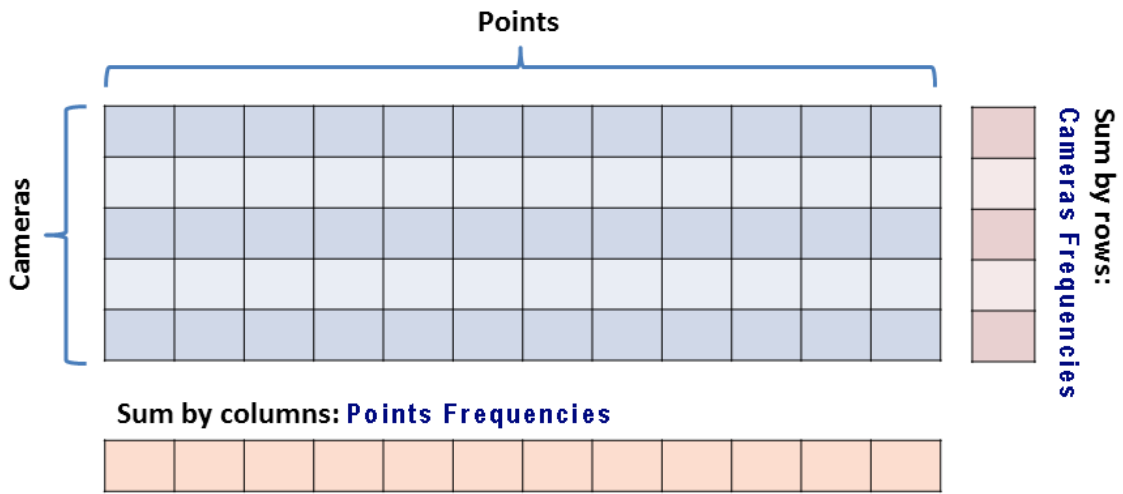 Points
Cameras
Sum by rows:
Cameras Frequencies
Sum by columns: Points Frequencies